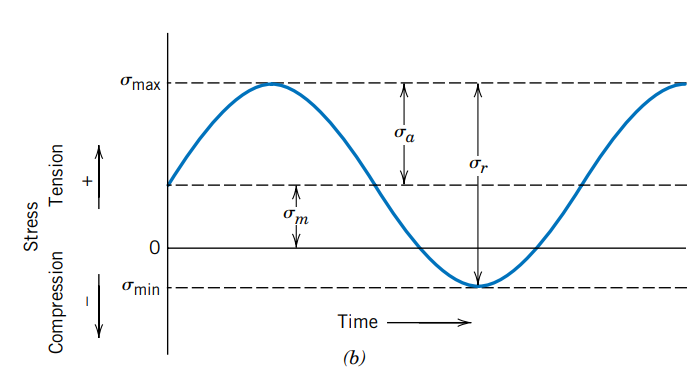 σmax
σa
σr
Tension
+
σm
Stress
0
Compression
−
σmin
Time
(b)